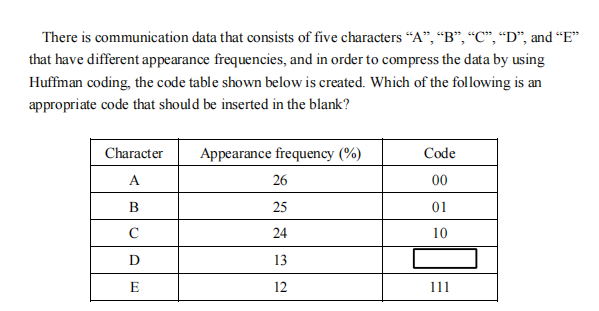 There is communication data that consists of five characters “A”, “B”, “C”, “D”, and “E”
that have different appearance frequencies, and in order to compress the data by using
Huffman coding, the code table shown below is created. Which of the following is an
appropriate code that should be inserted in the blank?
Character Appearance frequency (%) Code
A 26 00
B 25 01
C 24 10
D 13
E 12 111